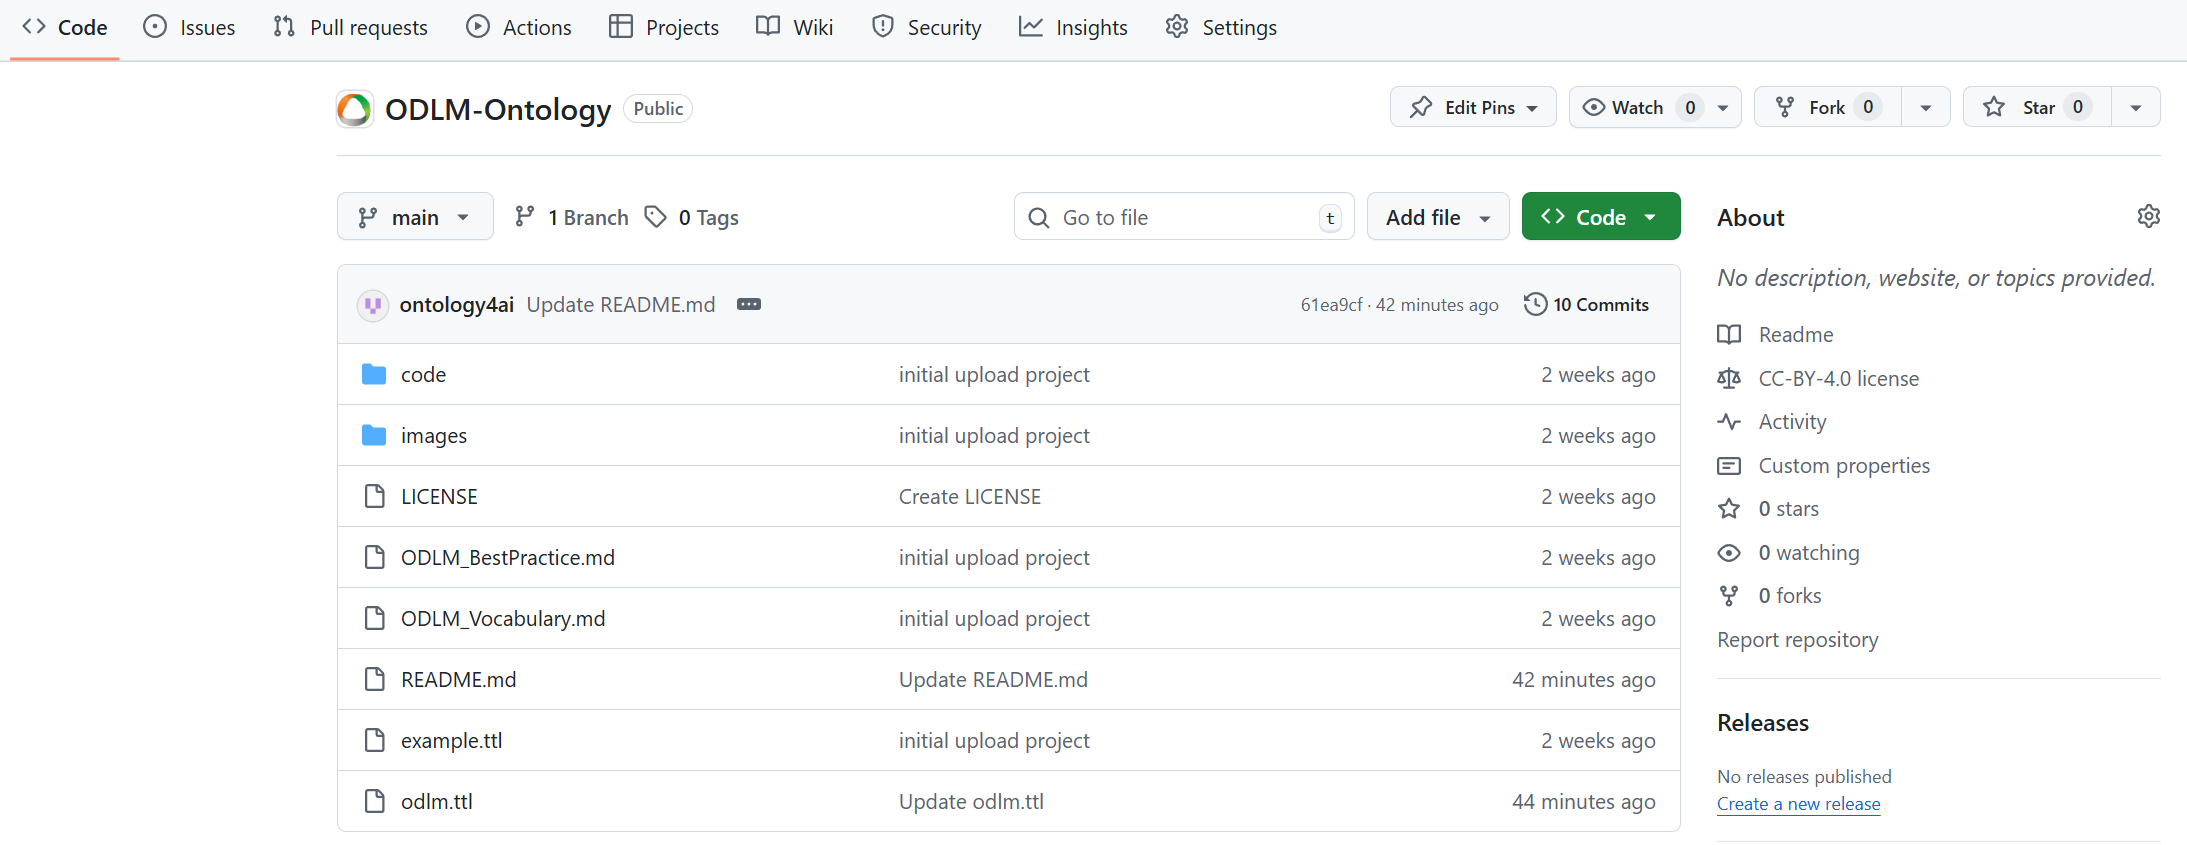 Code Issues Pull requests Actions Projects Wiki Security Insights Settings
ODLM-Ontology Public Edit Pins Watch 0 Fork 0 Star 0
main 1 Branch 0 Tags Go to file t Add file Code
ontology4ai Update README.md 61ea9cf · 42 minutes ago 10 Commits
code initial upload project 2 weeks ago
images initial upload project 2 weeks ago
LICENSE Create LICENSE 2 weeks ago
ODLM_BestPractice.md initial upload project 2 weeks ago
ODLM_Vocabulary.md initial upload project 2 weeks ago
README.md Update README.md 42 minutes ago
example.ttl initial upload project 2 weeks ago
odlm.ttl Update odlm.ttl 44 minutes ago
About
No description, website, or topics provided.
Readme
CC-BY-4.0 license
Activity
Custom properties
0 stars
0 watching
0 forks
Report repository
Releases
No releases published
Create a new release